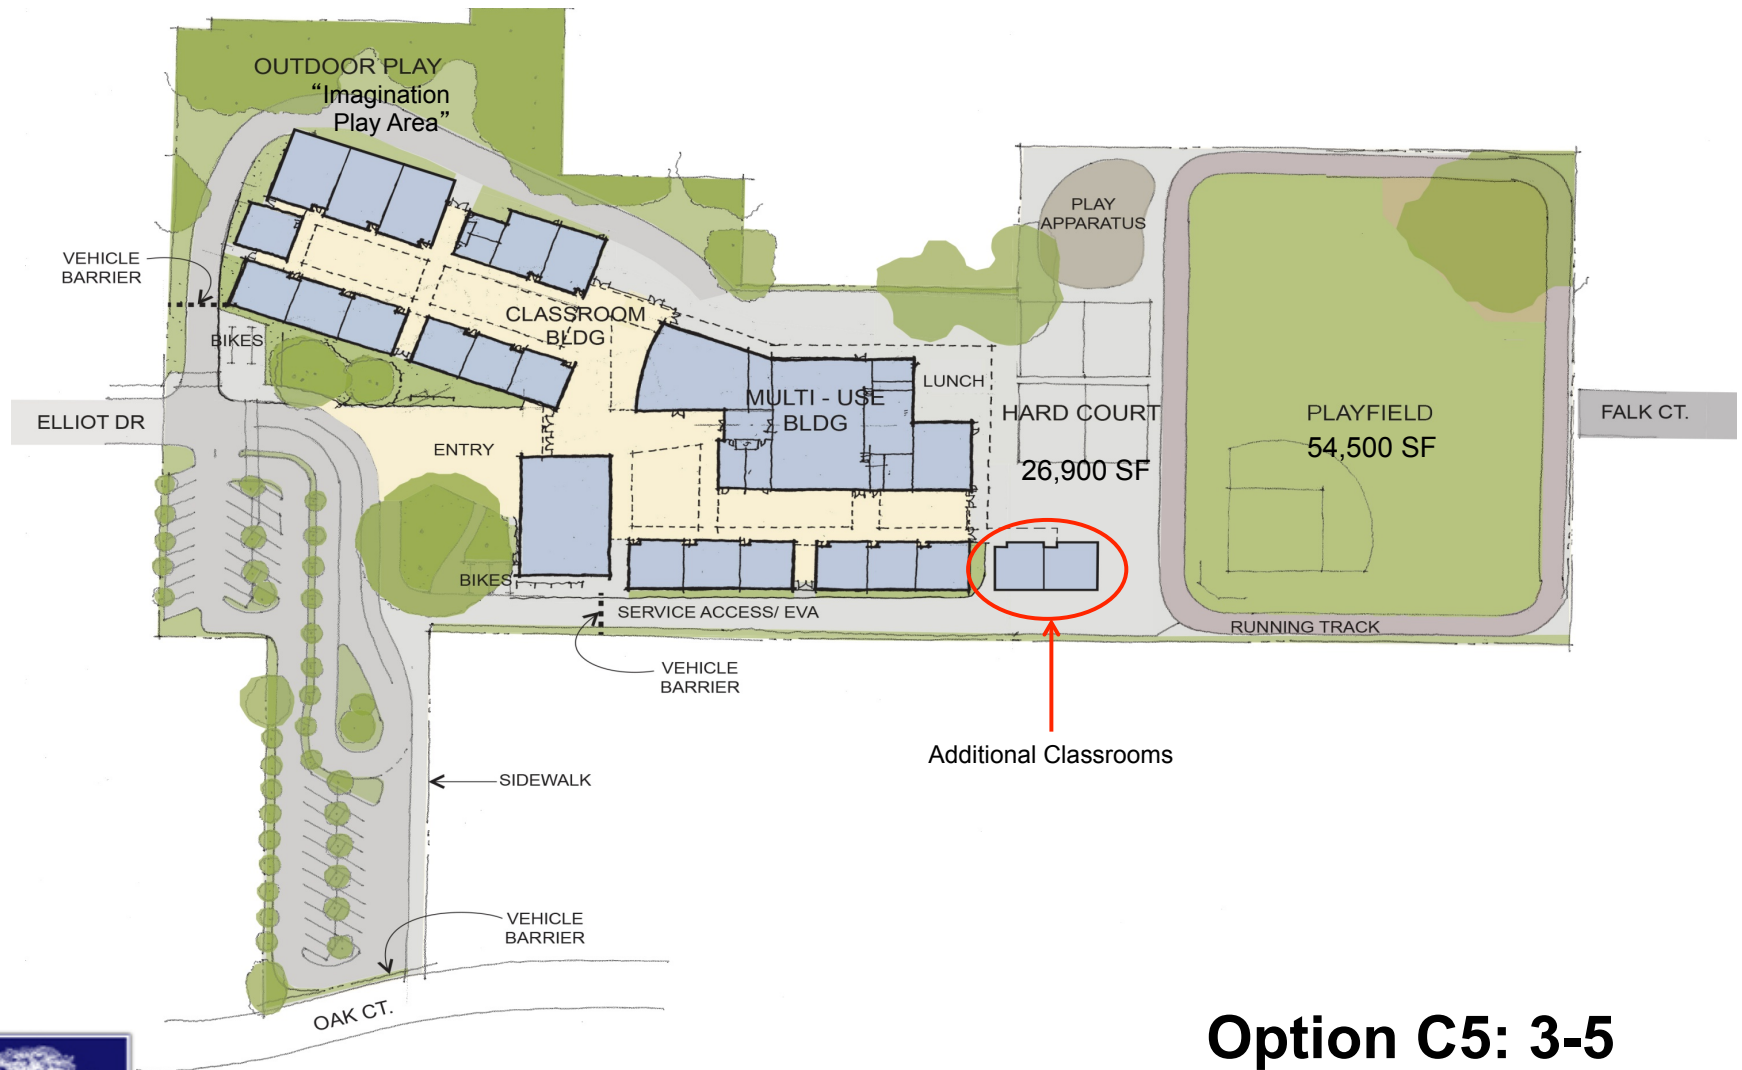 OUTDOOR PLAY
“Imagination
Play Area”
PLAY
APPARATUS
VEHICLE
BARRIER
BIKES
CLASSROOM
BLDG
LUNCH
MULTI - USE
BLDG
ELLIOT DR
ENTRY
HARD COURT
26,900 SF
PLAYFIELD
54,500 SF
FALK CT.
BIKES
SERVICE ACCESS/ EVA
RUNNING TRACK
VEHICLE
BARRIER
Additional Classrooms
SIDEWALK
VEHICLE
BARRIER
OAK CT.
Option C5: 3-5